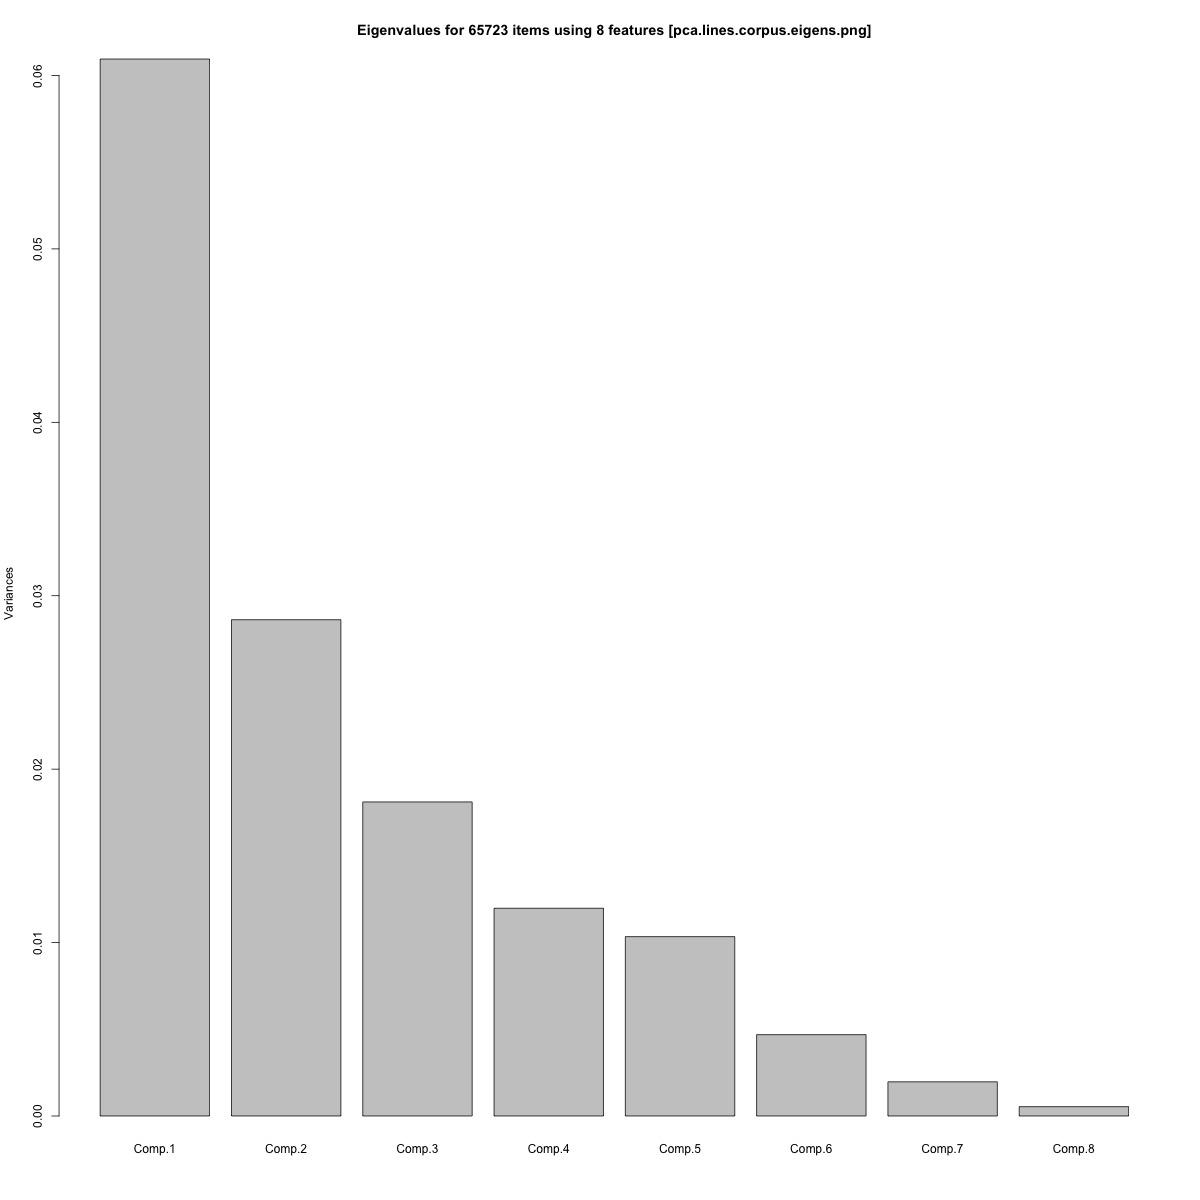 Eigenvalues for 65723 items using 8 features [pca.lines.corpus.eigens.png]
0.06
0.05
0.04
0.03
0.02
0.01
0.00
Variances
Comp.1 Comp.2 Comp.3 Comp.4 Comp.5 Comp.6 Comp.7 Comp.8